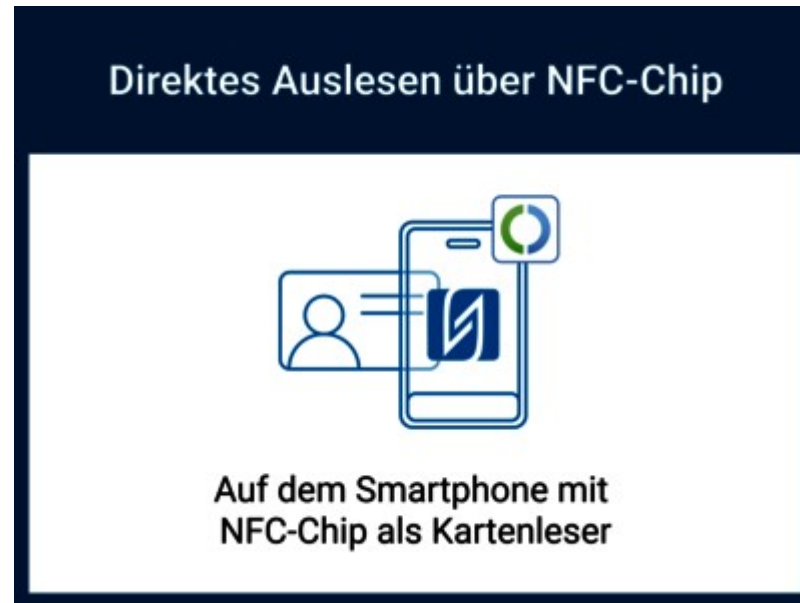 Direktes Auslesen über NFC-Chip
Auf dem Smartphone mit
NFC-Chip als Kartenleser